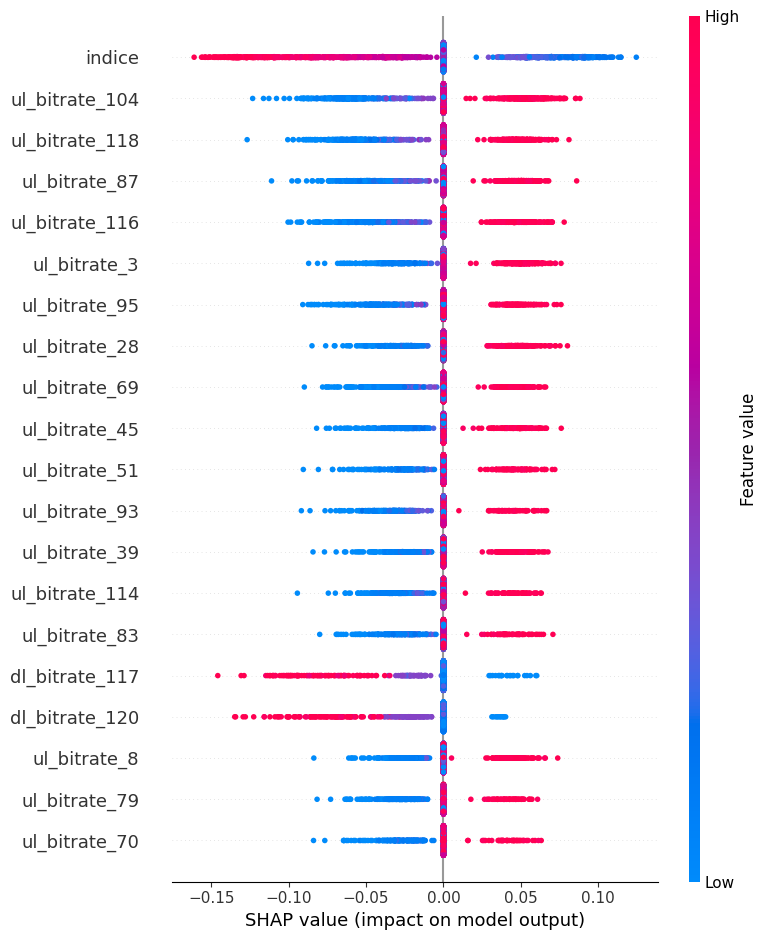 High
indice
ul_bitrate_104
ul_bitrate_118
ul_bitrate_87
ul_bitrate_116
ul_bitrate_3
ul_bitrate_95
ul_bitrate_28
ul_bitrate_69
ul_bitrate_45
ul_bitrate_51
ul_bitrate_93
ul_bitrate_39
ul_bitrate_114
ul_bitrate_83
dl_bitrate_117
dl_bitrate_120
ul_bitrate_8
ul_bitrate_79
ul_bitrate_70
Feature value
Low
−0.15 −0.10 −0.05 0.00 0.05 0.10
SHAP value (impact on model output)